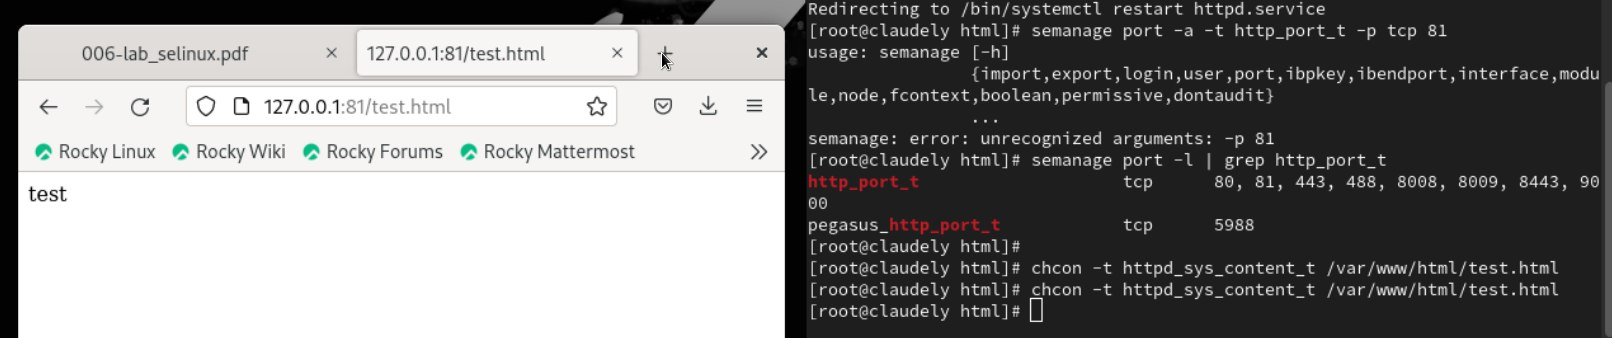 006-lab_selinux.pdf
127.0.0.1:81/test.html
127.0.0.1:81/test.html
Rocky Linux Rocky Wiki Rocky Forums Rocky Mattermost
test
Redirecting to /bin/systemctl restart httpd.service
[root@claudely html]# semanage port -a -t http_port_t -p tcp 81
usage: semanage [-h]
{import,export,login,user,port,ibpkey,ibendport,interface,modu
le,node,fcontext,boolean,permissive,dontaudit}
...
semanage: error: unrecognized arguments: -p 81
[root@claudely html]# semanage port -l | grep http_port_t
http_port_t tcp 80, 81, 443, 488, 8008, 8009, 8443, 90
00
pegasus_http_port_t tcp 5988
[root@claudely html]#
[root@claudely html]# chcon -t httpd_sys_content_t /var/www/html/test.html
[root@claudely html]# chcon -t httpd_sys_content_t /var/www/html/test.html
[root@claudely html]#